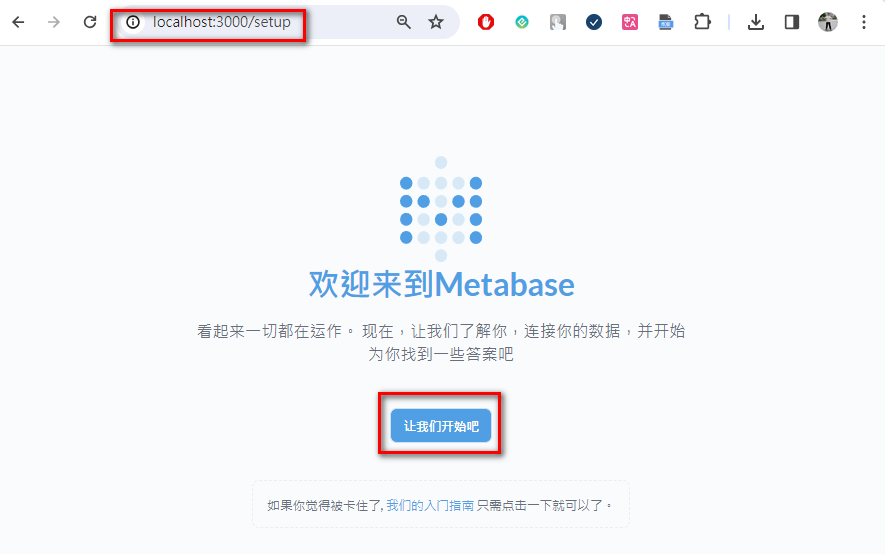 localhost:3000/setup
欢迎来到Metabase
看起来一切都在运作。 现在，让我们了解你，连接你的数据，并开始
为你找到一些答案吧
让我们开始吧
如果你觉得被卡住了, 我们的入门指南 只需点击一下就可以了。